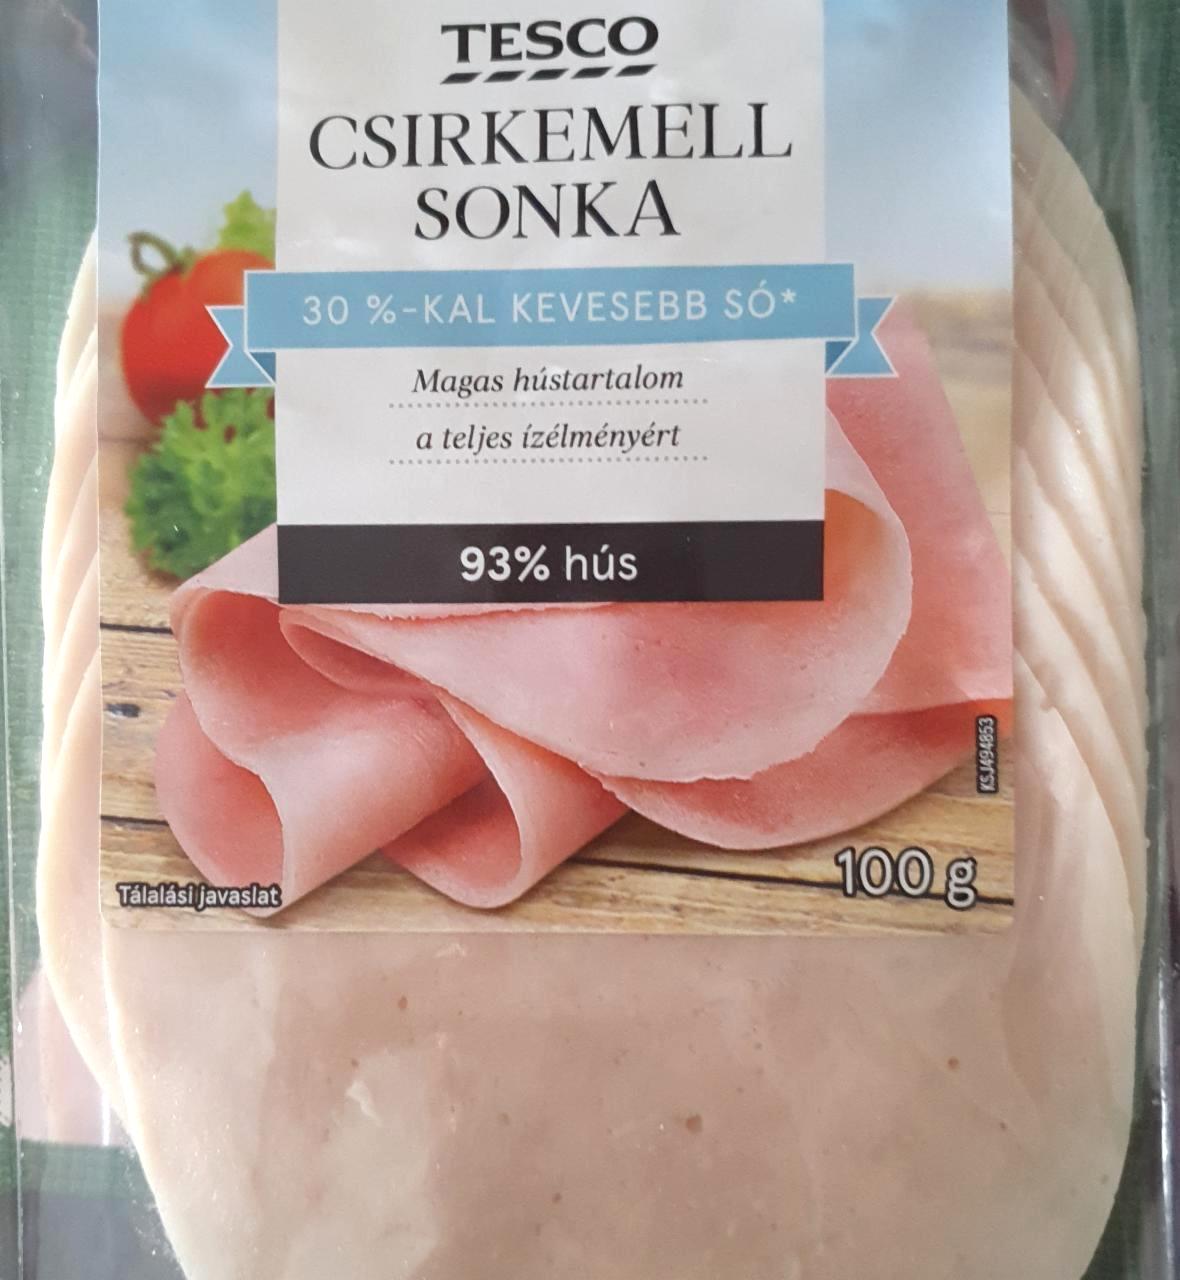 TESCO
CSIRKEMELL
SONKA
30 %-KAL KEVESEBB SÓ*
Magas hústartalom
a teljes ízélményért
93% hús
KSJ494853
100 g
Tálalási javaslat